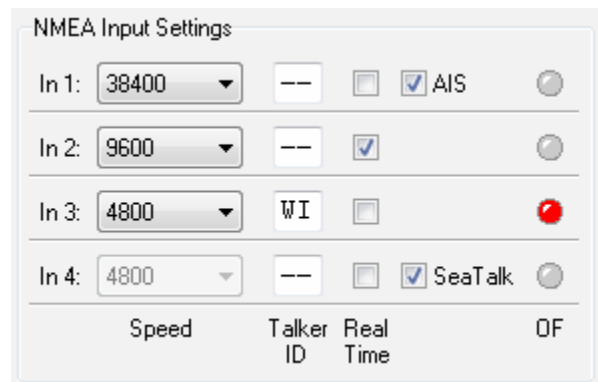 NMEA Input Settings
In 1: 38400 -- AIS
In 2: 9600 --
In 3: 4800 WI
In 4: 4800 -- SeaTalk
Speed Talker ID Real Time OF